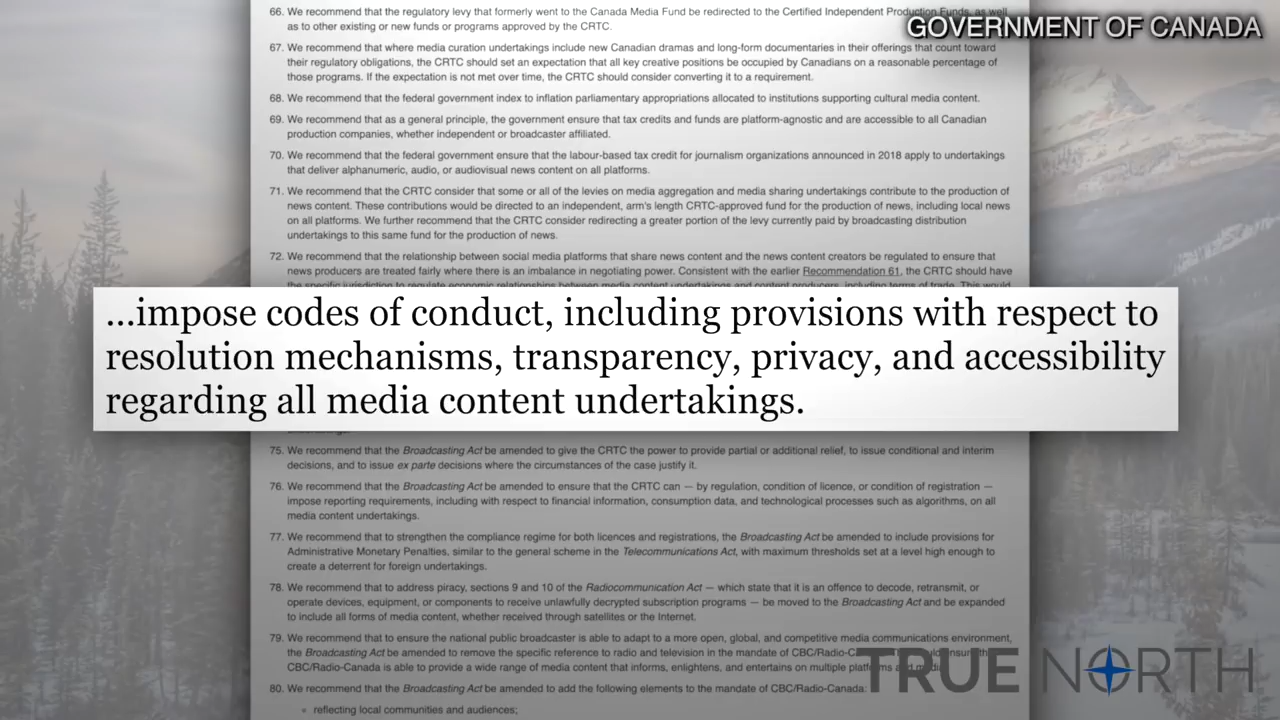 GOVERNMENT OF CANADA
66. We recommend that the regulatory levy that formerly went to the Canada Media Fund be redirected to the Certified Independent Production Funds, as well
as to other existing or new funds or programs approved by the CRTC.
67. We recommend that where media curation undertakings include new Canadian dramas and long-form documentaries in their offerings that count toward
their regulatory obligations, the CRTC should set an expectation that all key creative positions be occupied by Canadians on a reasonable percentage of
those programs. If the expectation is not met over time, the CRTC should consider converting it to a requirement.
68. We recommend that the federal government index to inflation parliamentary appropriations allocated to institutions supporting cultural media content.
69. We recommend that as a general principle, the government ensure that tax credits and funds are platform-agnostic and are accessible to all Canadian
production companies, whether independent or broadcaster affiliated.
70. We recommend that the federal government ensure that the labour-based tax credit for journalism organizations announced in 2018 apply to undertakings
that deliver alphanumeric, audio, or audiovisual news content on all platforms.
71. We recommend that the CRTC consider that some or all of the levies on media aggregation and media sharing undertakings contribute to the production of
news content. These contributions would be directed to an independent, arm's length CRTC-approved fund for the production of news, including local news
on all platforms. We further recommend that the CRTC consider redirecting a greater portion of the levy currently paid by broadcasting distribution
undertakings to this same fund for the production of news.
72. We recommend that the relationship between social media platforms that share news content and the news content creators be regulated to ensure that
news producers are treated fairly where there is an imbalance in negotiating power. Consistent with the earlier Recommendation 61, the CRTC should have
the specific jurisdiction to regulate economic relationships between media content undertakings and content producers, including terms of trade. This would
...impose codes of conduct, including provisions with respect to
resolution mechanisms, transparency, privacy, and accessibility
regarding all media content undertakings.
75. We recommend that the Broadcasting Act be amended to give the CRTC the power to provide partial or additional relief, to issue conditional and interim
decisions, and to issue ex parte decisions where the circumstances of the case justify it.
76. We recommend that the Broadcasting Act be amended to ensure that the CRTC can — by regulation, condition of licence, or condition of registration —
impose reporting requirements, including with respect to financial information, consumption data, and technological processes such as algorithms, on all
media content undertakings.
77. We recommend that to strengthen the compliance regime for both licences and registrations, the Broadcasting Act be amended to include provisions for
Administrative Monetary Penalties, similar to the general scheme in the Telecommunications Act, with maximum thresholds set at a level high enough to
create a deterrent for foreign undertakings.
78. We recommend that to address piracy, sections 9 and 10 of the Radiocommunication Act — which state that it is an offence to decode, retransmit, or
operate devices, equipment, or components to receive unlawfully decrypted subscription programs — be moved to the Broadcasting Act and be expanded
to include all forms of media content, whether received through satellites or the Internet.
79. We recommend that to ensure the national public broadcaster is able to adapt to a more open, global, and competitive media communications environment,
the Broadcasting Act be amended to remove the specific reference to radio and television in the mandate of CBC/Radio-C
CBC/Radio-Canada is able to provide a wide range of media content that informs, enlightens, and entertains on multiple platforms and media.
80. We recommend that the Broadcasting Act be amended to add the following elements to the mandate of CBC/Radio-Canada:
reflecting local communities and audiences;
TRUE NORTH